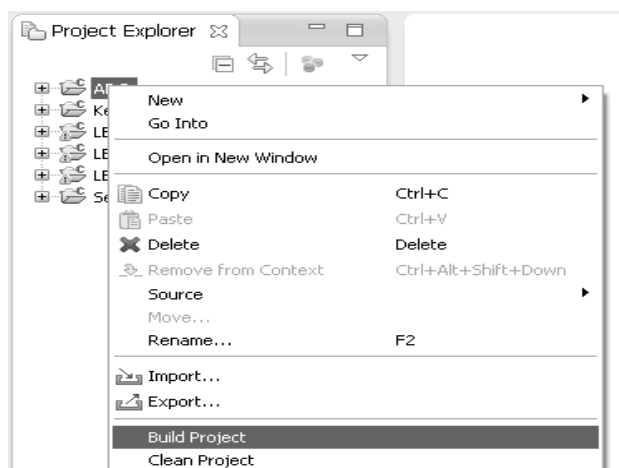 Project Explorer
New
Go Into
Open in New Window
Copy Ctrl+C
Paste Ctrl+V
Delete Delete
Remove from Context Ctrl+Alt+Shift+Down
Source
Move...
Rename... F2
Import...
Export...
Build Project
Clean Project